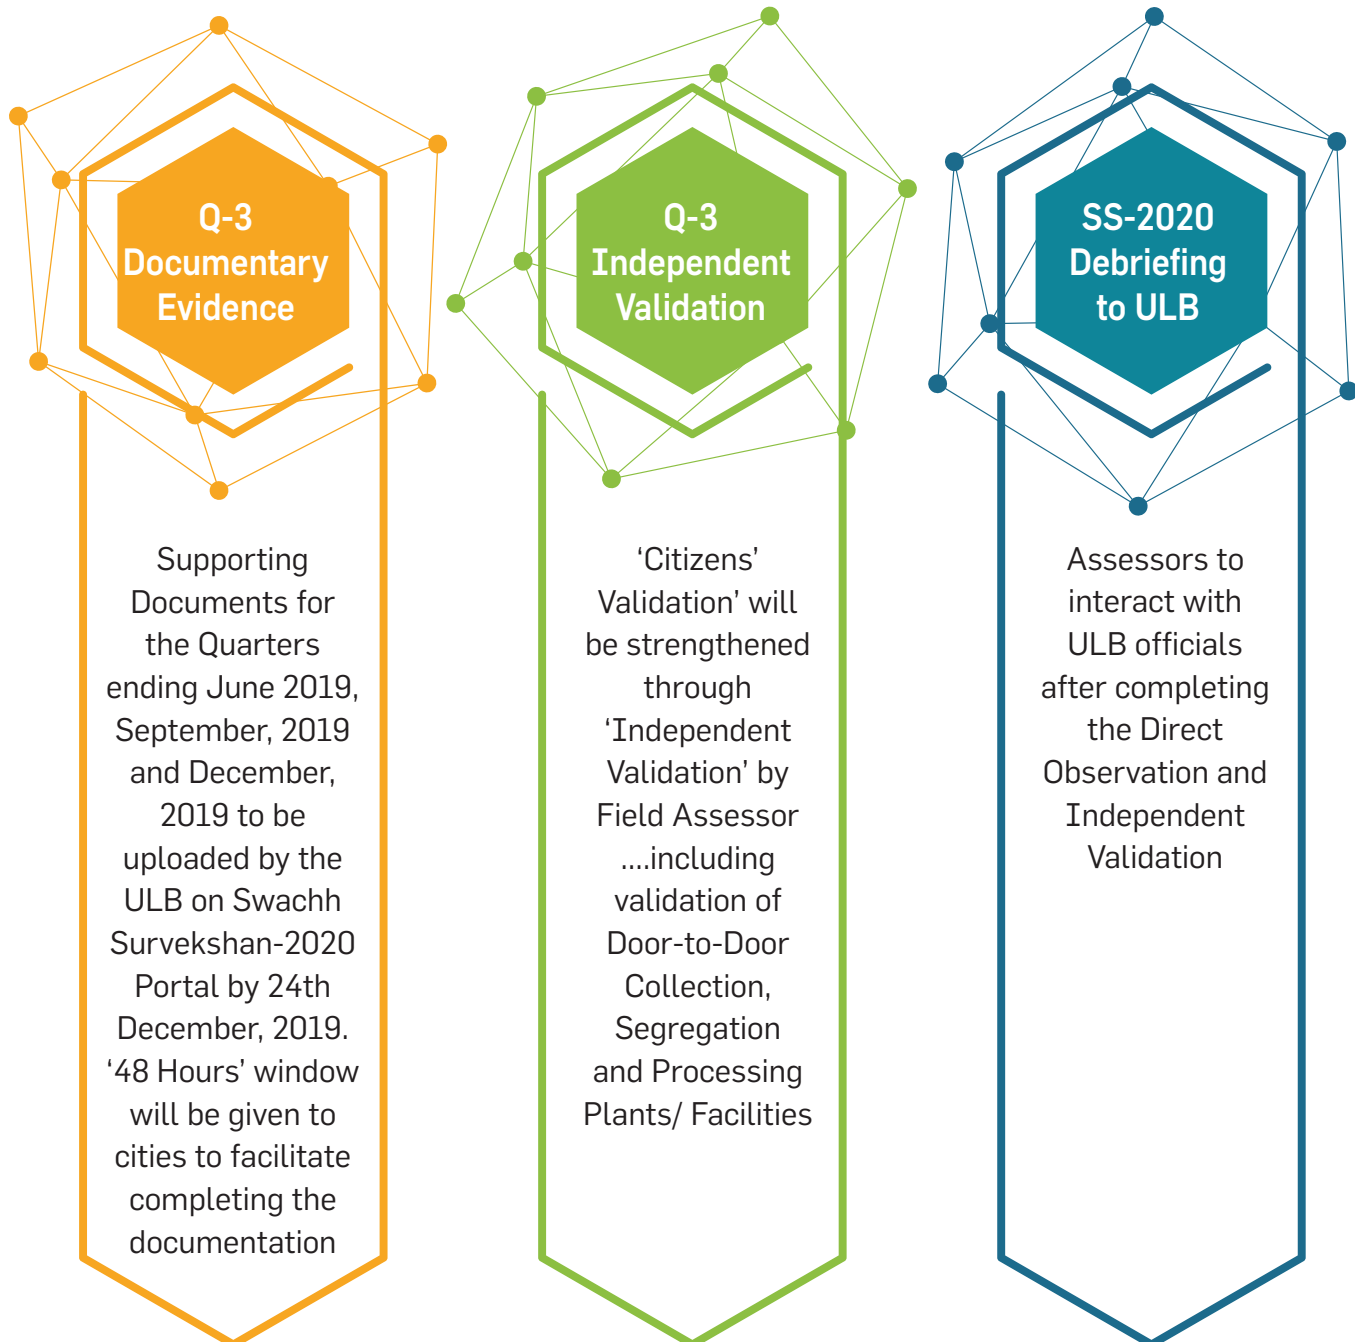 Q-3
Documentary
Evidence
Supporting
Documents for
the Quarters
ending June 2019,
September, 2019
and December,
2019 to be
uploaded by the
ULB on Swachh
Survekshan-2020
Portal by 24th
December, 2019.
‘48 Hours’ window
will be given to
cities to facilitate
completing the
documentation
Q-3
Independent
Validation
‘Citizens’
Validation’ will
be strengthened
through
‘Independent
Validation’ by
Field Assessor
....including
validation of
Door-to-Door
Collection,
Segregation
and Processing
Plants/ Facilities
SS-2020
Debriefing
to ULB
Assessors to
interact with
ULB officials
after completing
the Direct
Observation and
Independent
Validation